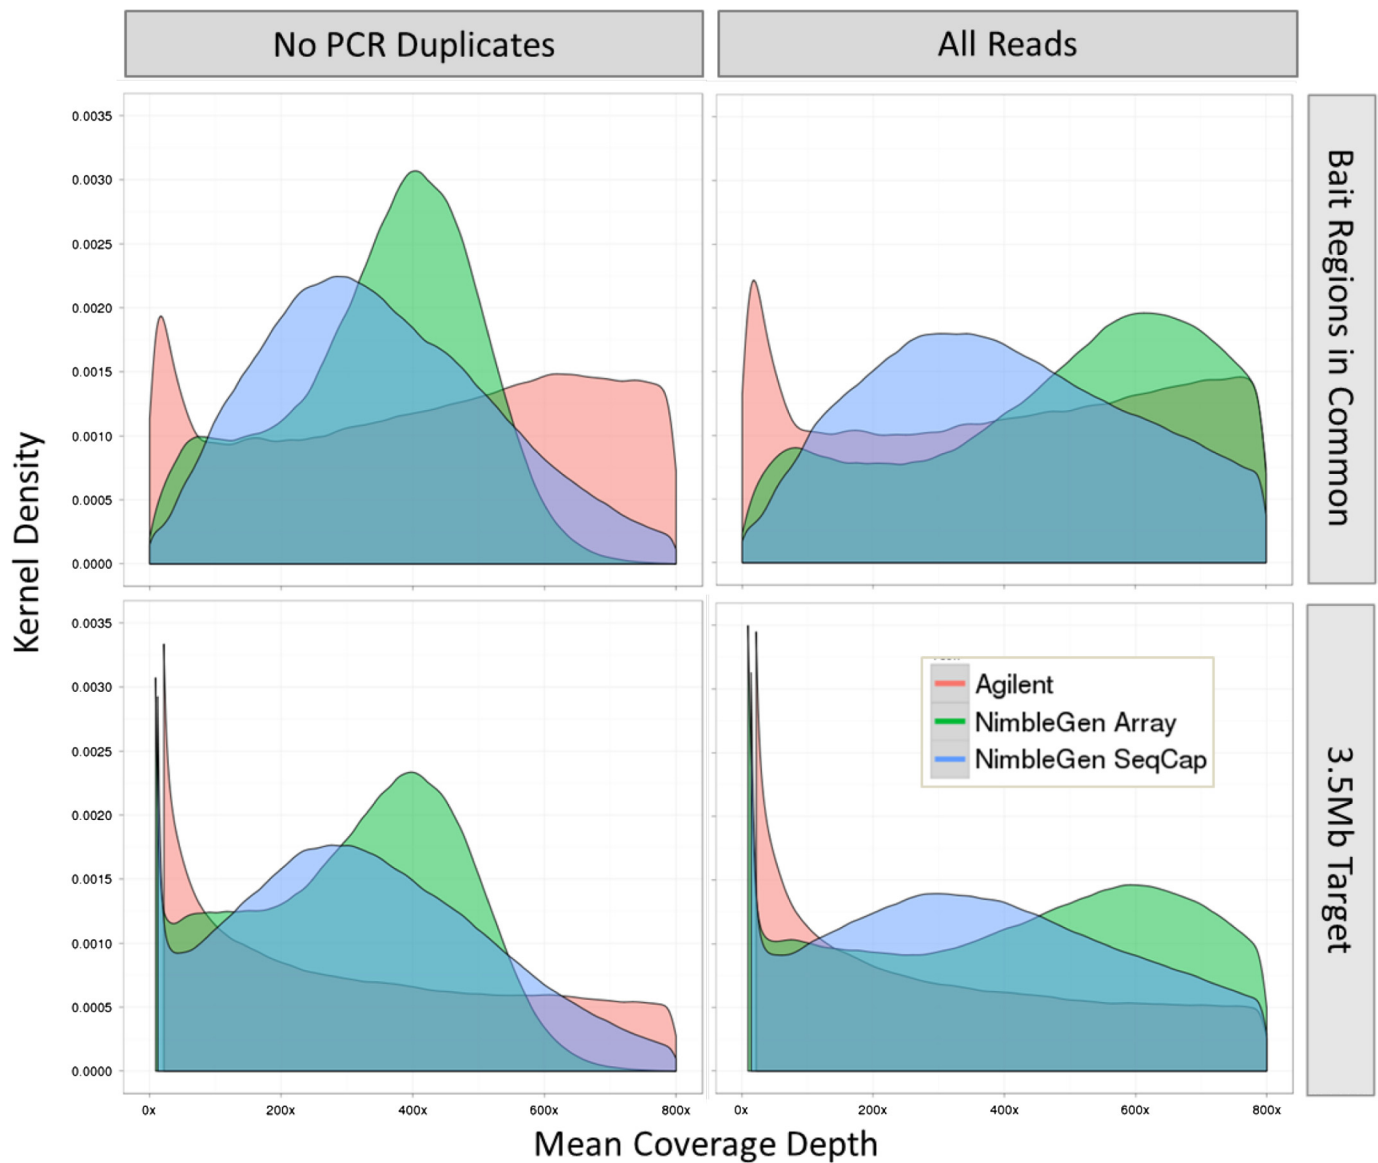 No PCR Duplicates
All Reads
0.0035
0.0030
0.0025
0.0020
0.0015
0.0010
0.0005
0.0000
Bait Regions in Common
Kernel Density
0.0035
0.0030
0.0025
0.0020
0.0015
0.0010
0.0005
0.0000
Agilent
NimbleGen Array
NimbleGen SeqCap
3.5Mb Target
0x 200x 400x 600x 800x
0x 200x 400x 600x 800x
Mean Coverage Depth